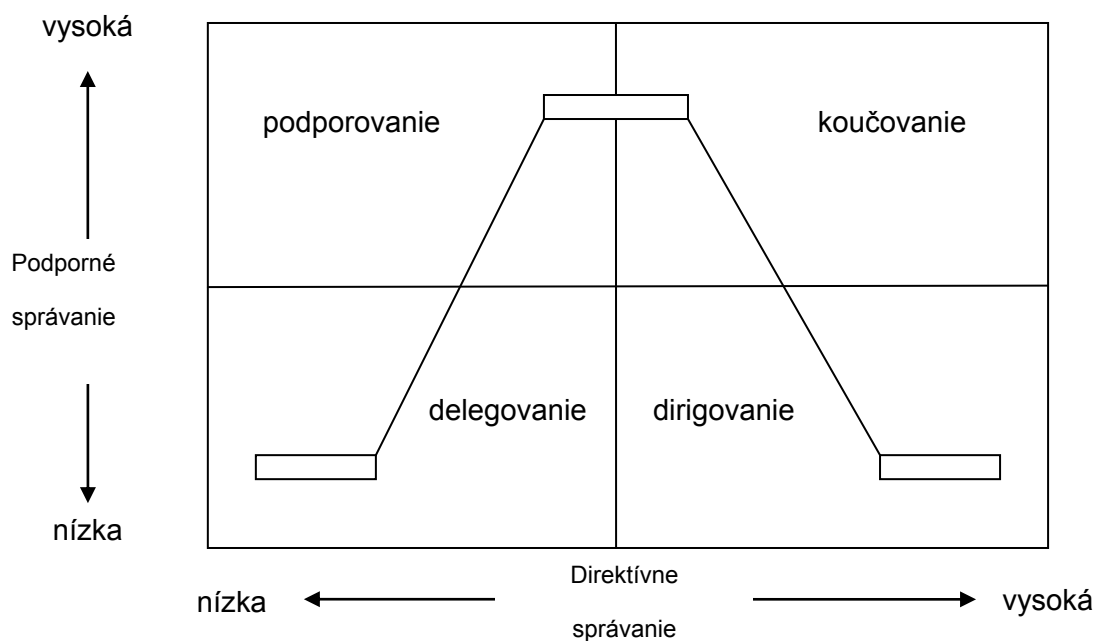 vysoká
podporovanie
koučovanie
Podporné
správanie
delegovanie
dirigovanie
nízka
Direktívne
nízka
vysoká
správanie